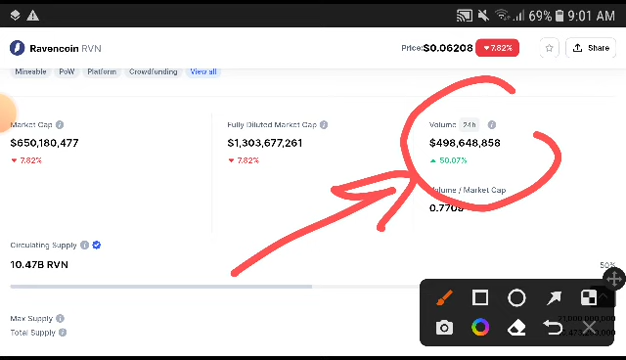 69% 9:01 AM
Ravencoin RVN Price: $0.06208 7.82% Share
Mineable PoW Platform Crowdfunding View all
Market Cap Fully Diluted Market Cap Volume 24h
$650,180,477 $1,303,677,261 $498,648,858
7.82% 7.82% 50.07%
Volume / Market Cap
Circulating Supply
10.47B RVN 50%
Max Supply
Total Supply